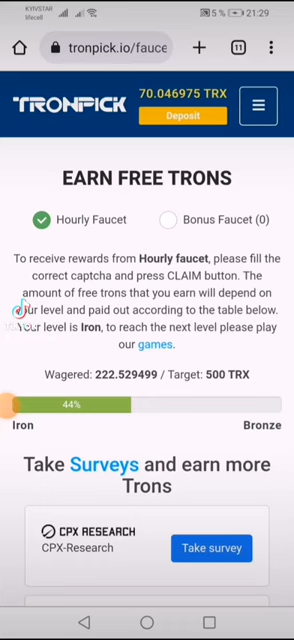 KYIVSTAR
lifecell
5 %
21:29
tronpick.io/fauce
11
TRONPICK
70.046975 TRX
Deposit
EARN FREE TRONS
Hourly Faucet
Bonus Faucet (0)
To receive rewards from Hourly faucet, please fill the
correct captcha and press CLAIM button. The
amount of free trons that you earn will depend on
your level and paid out according to the table below.
Your level is Iron, to reach the next level please play
our games.
Wagered: 222.529499 / Target: 500 TRX
44%
Iron
Bronze
Take Surveys and earn more
Trons
CPX RESEARCH
CPX-Research
Take survey